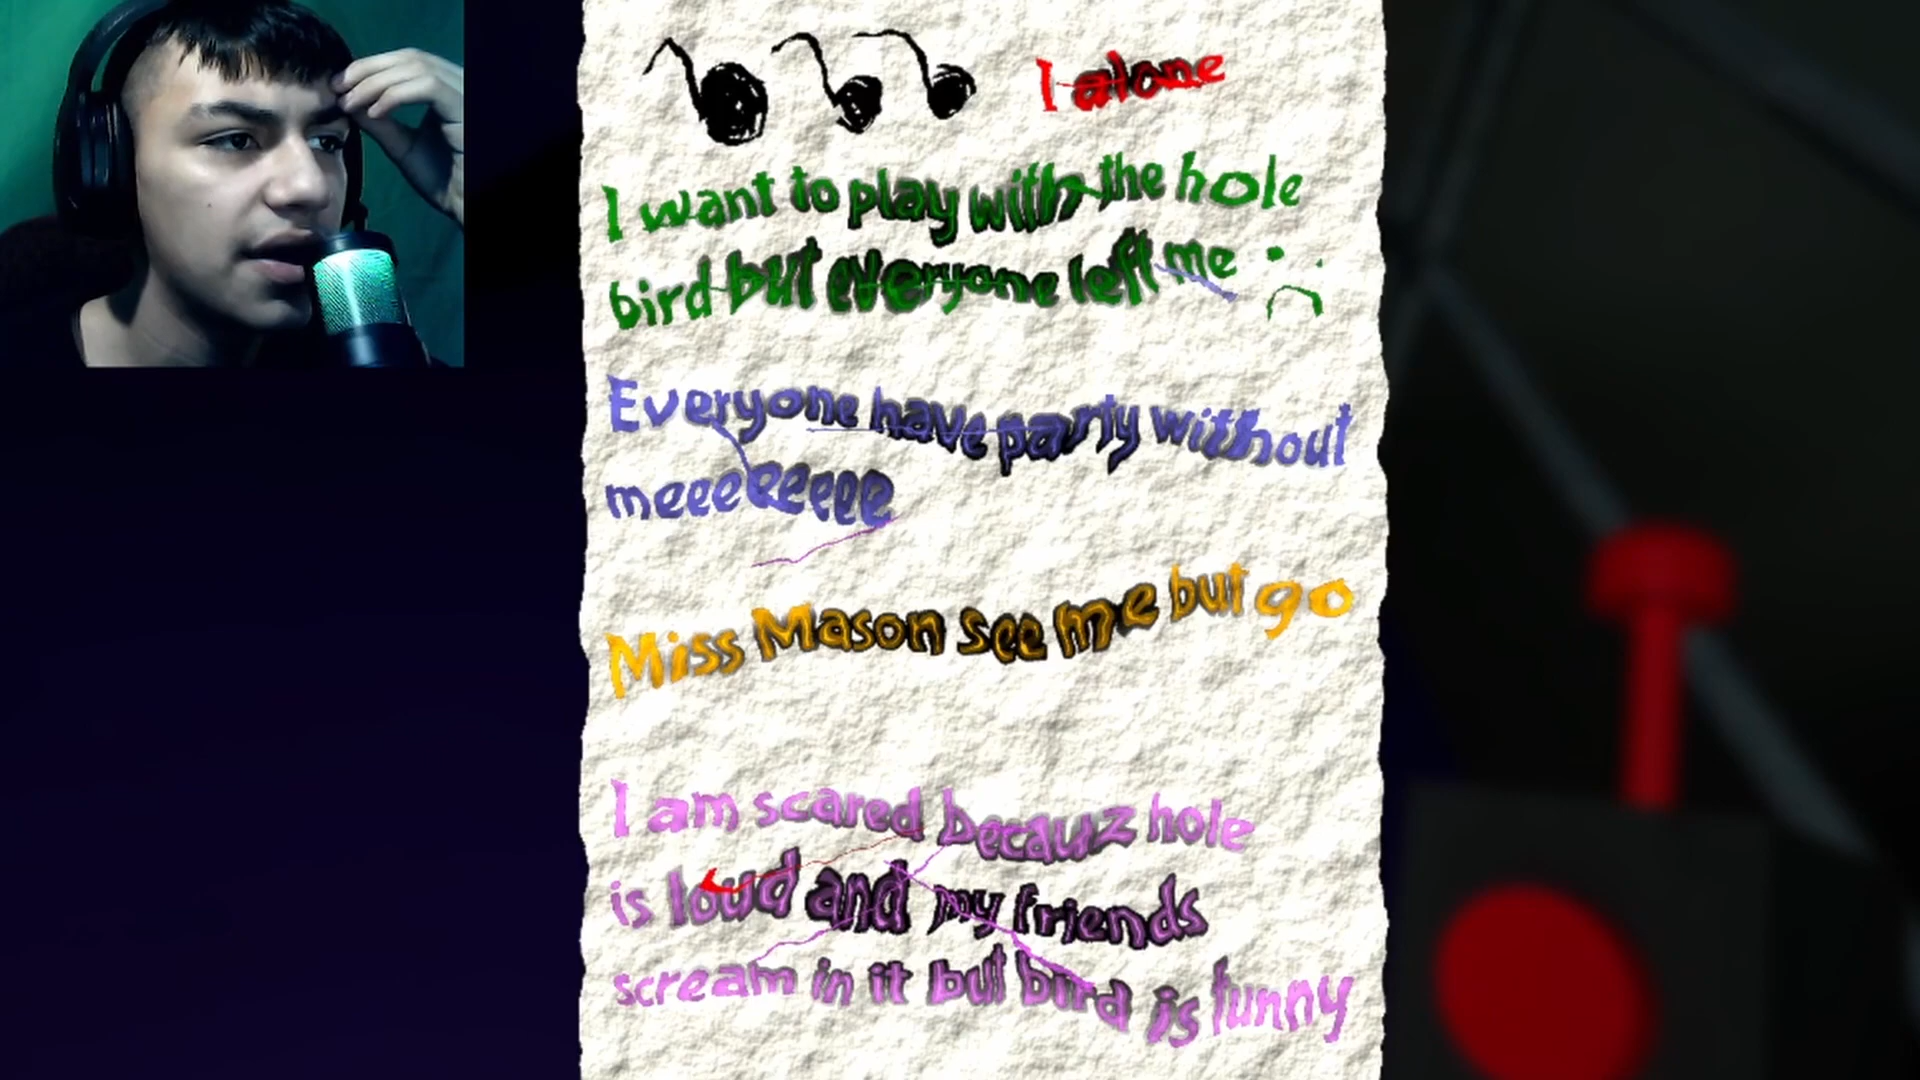 I alone
I want to play with the hole
bird but everyone left me
Everyone have party without
meeeeeeee
Miss Mason see me but go
I am scared becauz hole
is loud and my friends
scream in it but bird is funny